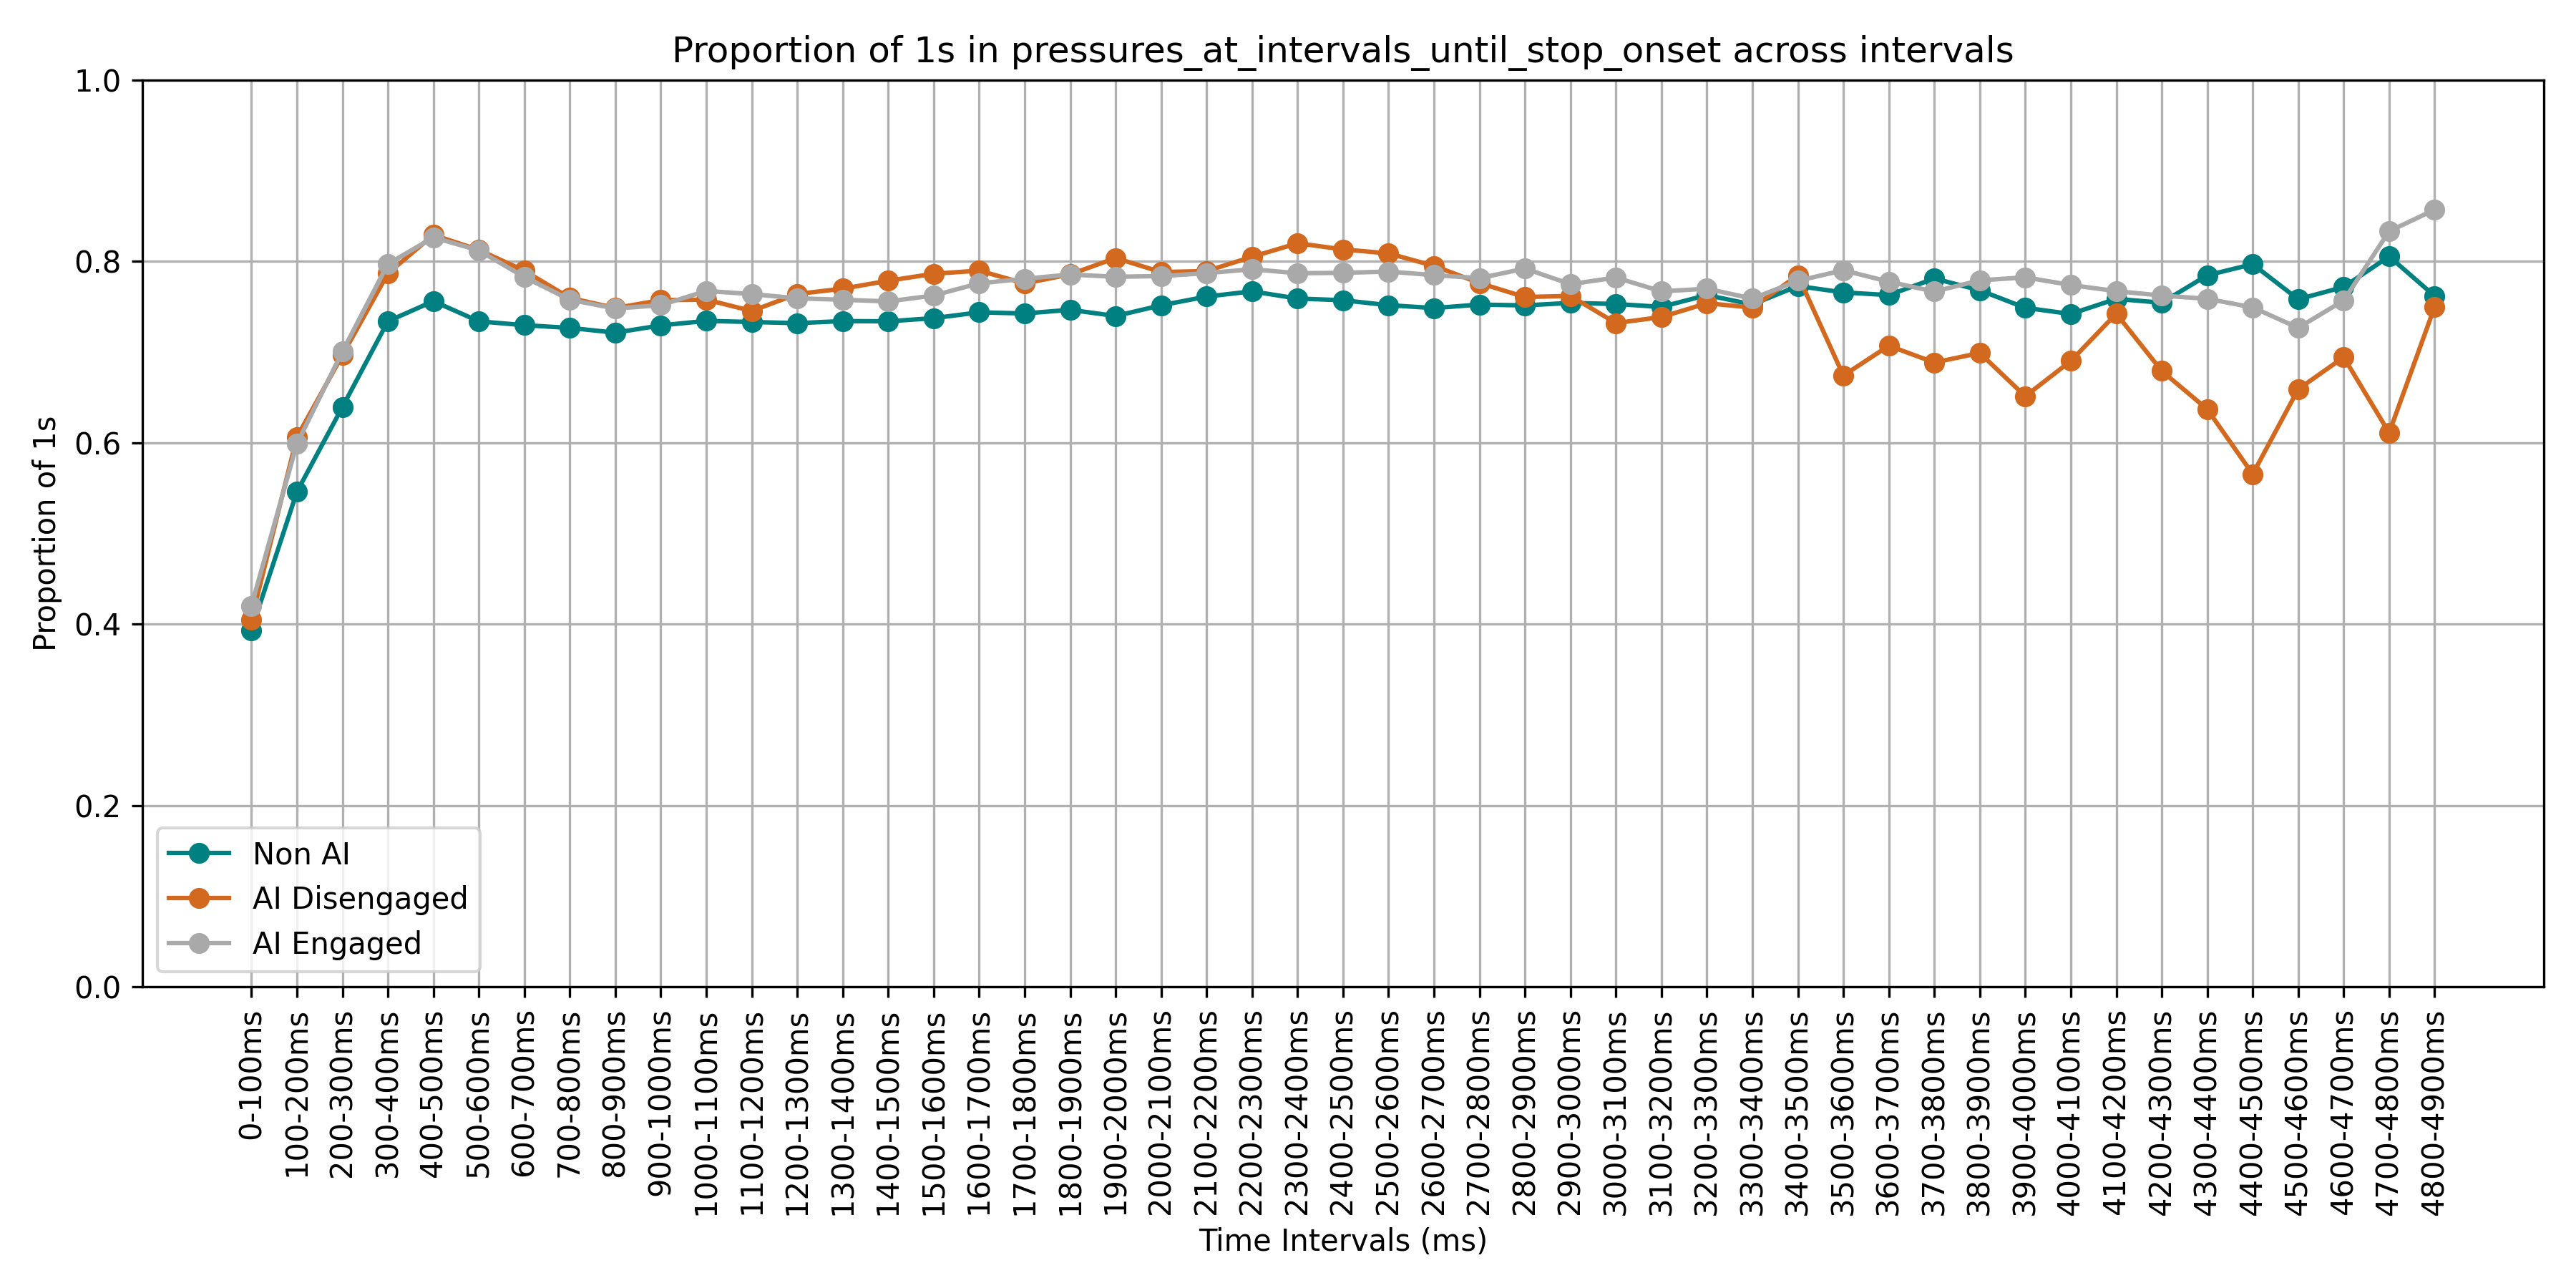 Proportion of 1s in pressures_at_intervals_until_stop_onset across intervals
Proportion of 1s
1.0
0.8
0.6
0.4
0.2
0.0
Non AI
AI Disengaged
AI Engaged
0-100ms
100-200ms
200-300ms
300-400ms
400-500ms
500-600ms
600-700ms
700-800ms
800-900ms
900-1000ms
1000-1100ms
1100-1200ms
1200-1300ms
1300-1400ms
1400-1500ms
1500-1600ms
1600-1700ms
1700-1800ms
1800-1900ms
1900-2000ms
2000-2100ms
2100-2200ms
2200-2300ms
2300-2400ms
2400-2500ms
2500-2600ms
2600-2700ms
2700-2800ms
2800-2900ms
2900-3000ms
3000-3100ms
3100-3200ms
3200-3300ms
3300-3400ms
3400-3500ms
3500-3600ms
3600-3700ms
3700-3800ms
3800-3900ms
3900-4000ms
4000-4100ms
4100-4200ms
4200-4300ms
4300-4400ms
4400-4500ms
4500-4600ms
4600-4700ms
4700-4800ms
4800-4900ms
Time Intervals (ms)